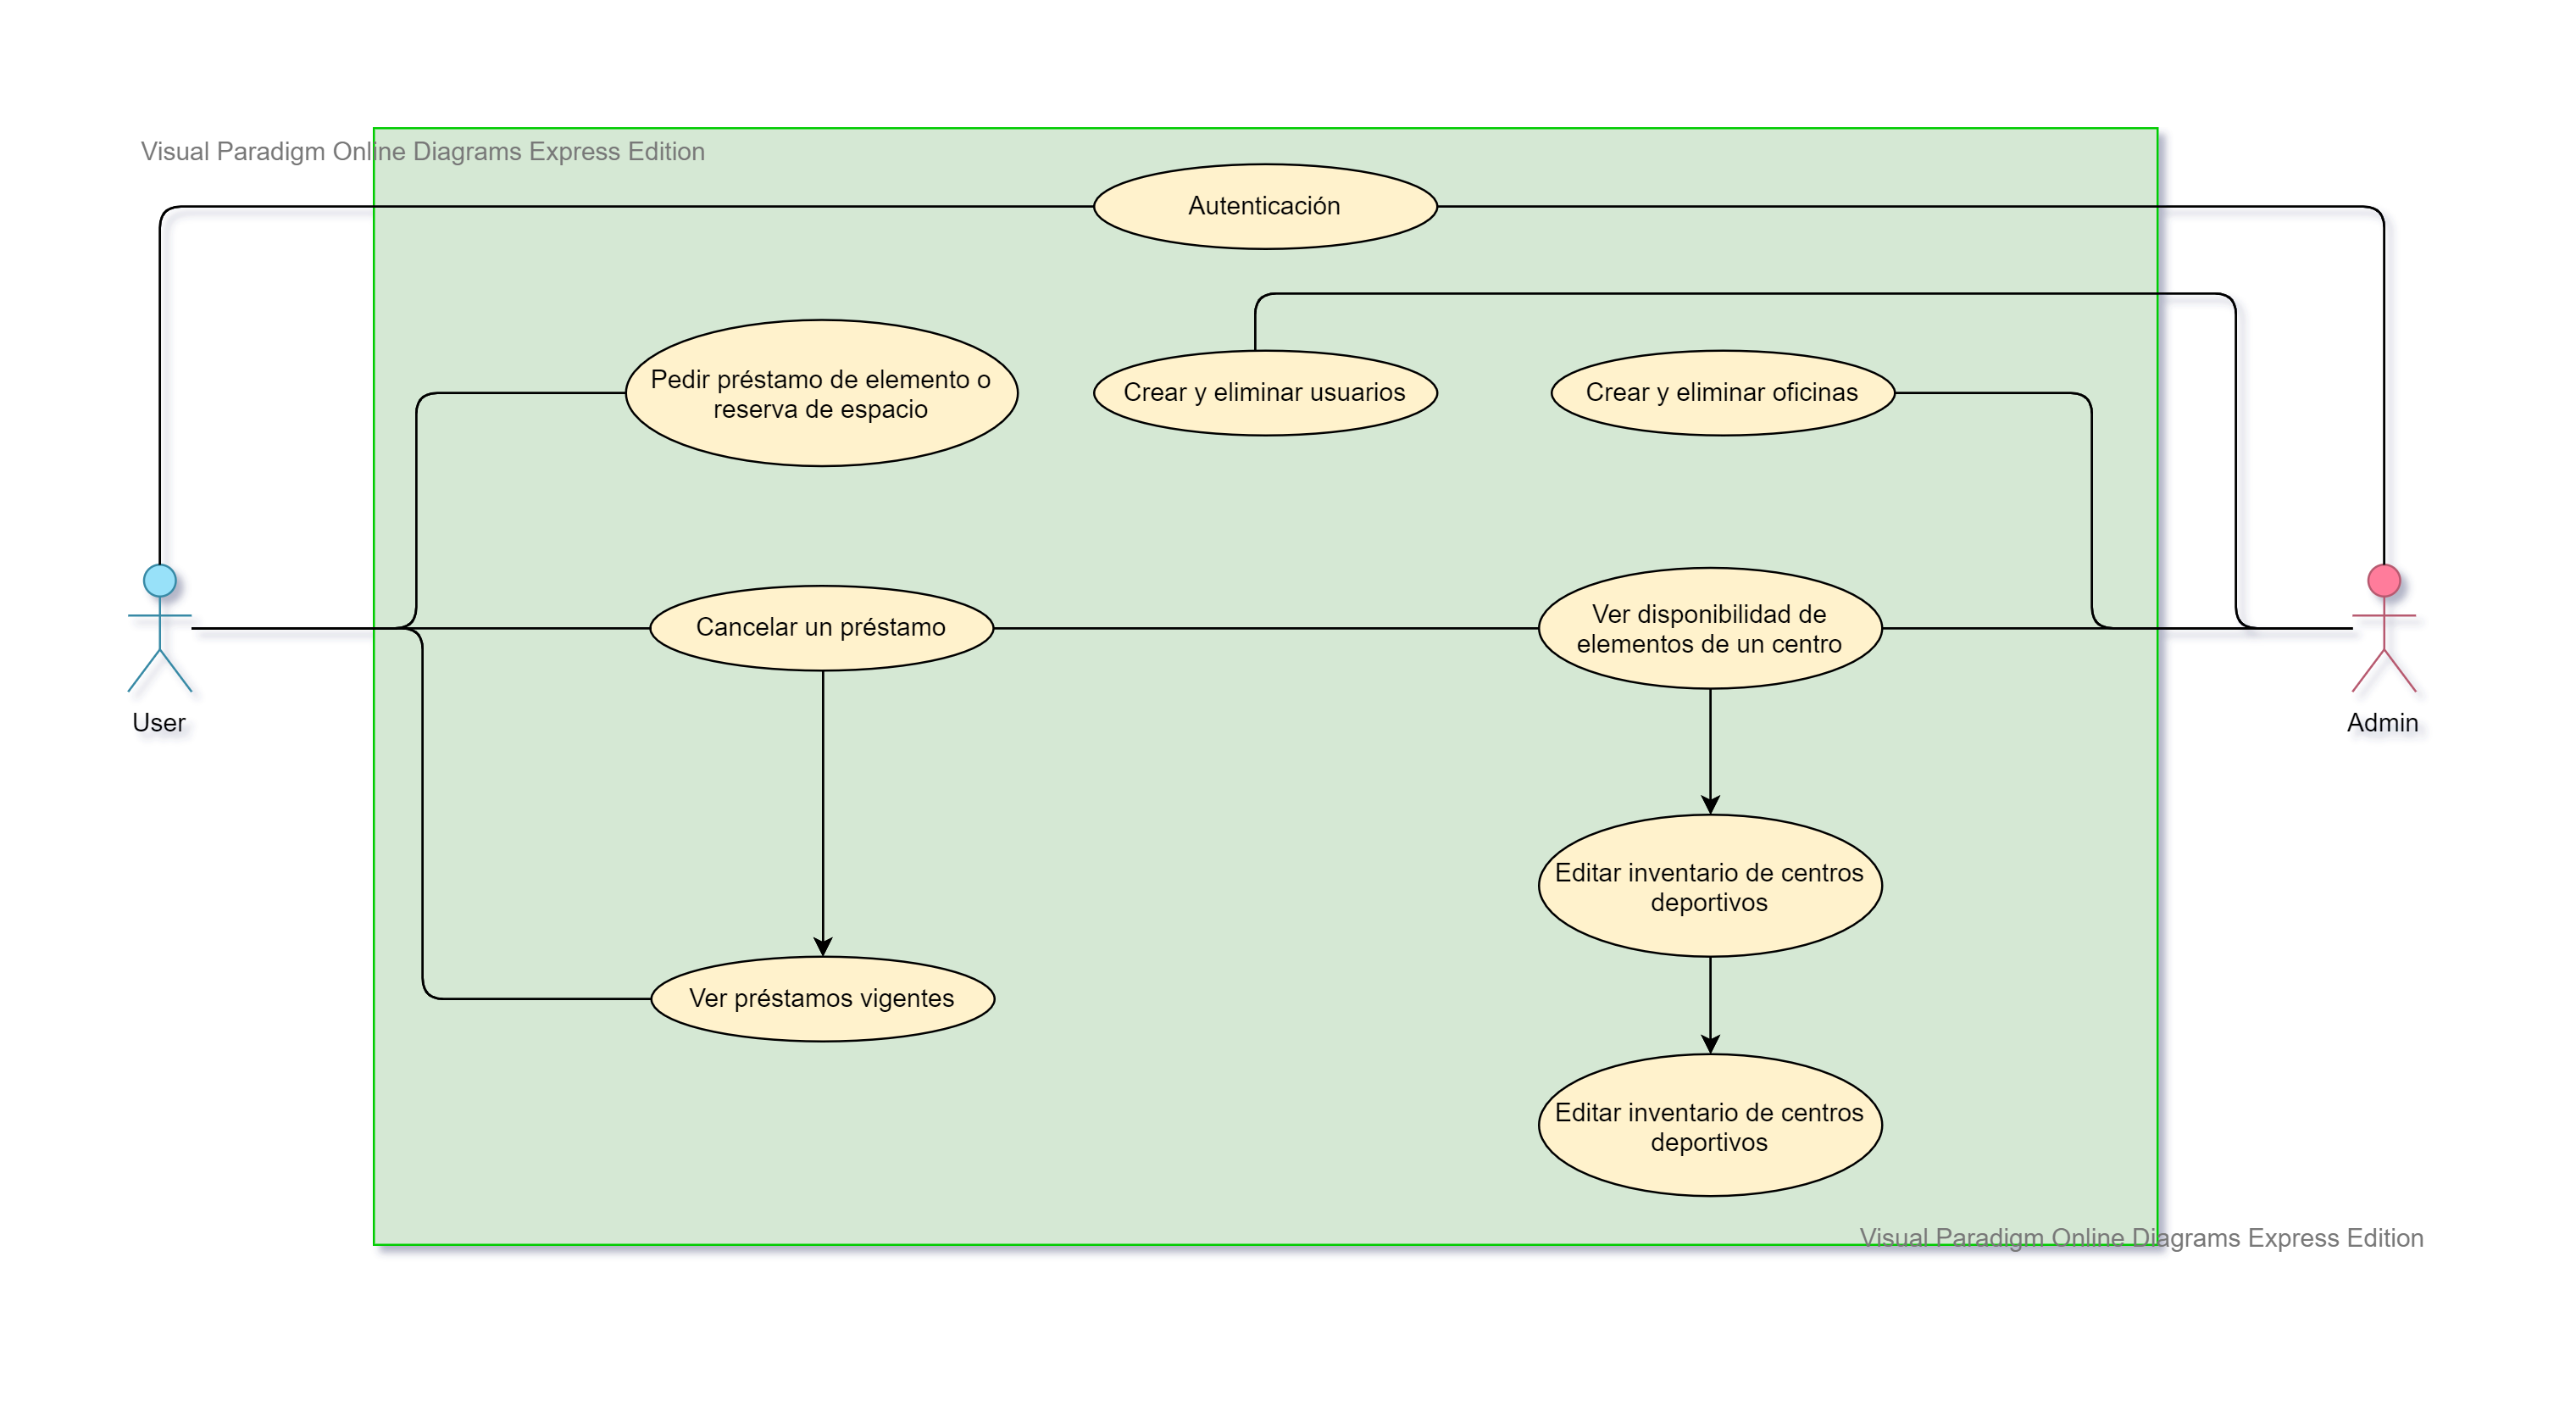 Visual Paradigm Online Diagrams Express Edition
Autenticación
Pedir préstamo de elemento o
reserva de espacio
Crear y eliminar usuarios
Crear y eliminar oficinas
Cancelar un préstamo
Ver disponibilidad de
elementos de un centro
User
Admin
Editar inventario de centros
deportivos
Ver préstamos vigentes
Editar inventario de centros
deportivos
Visual Paradigm Online Diagrams Express Edition